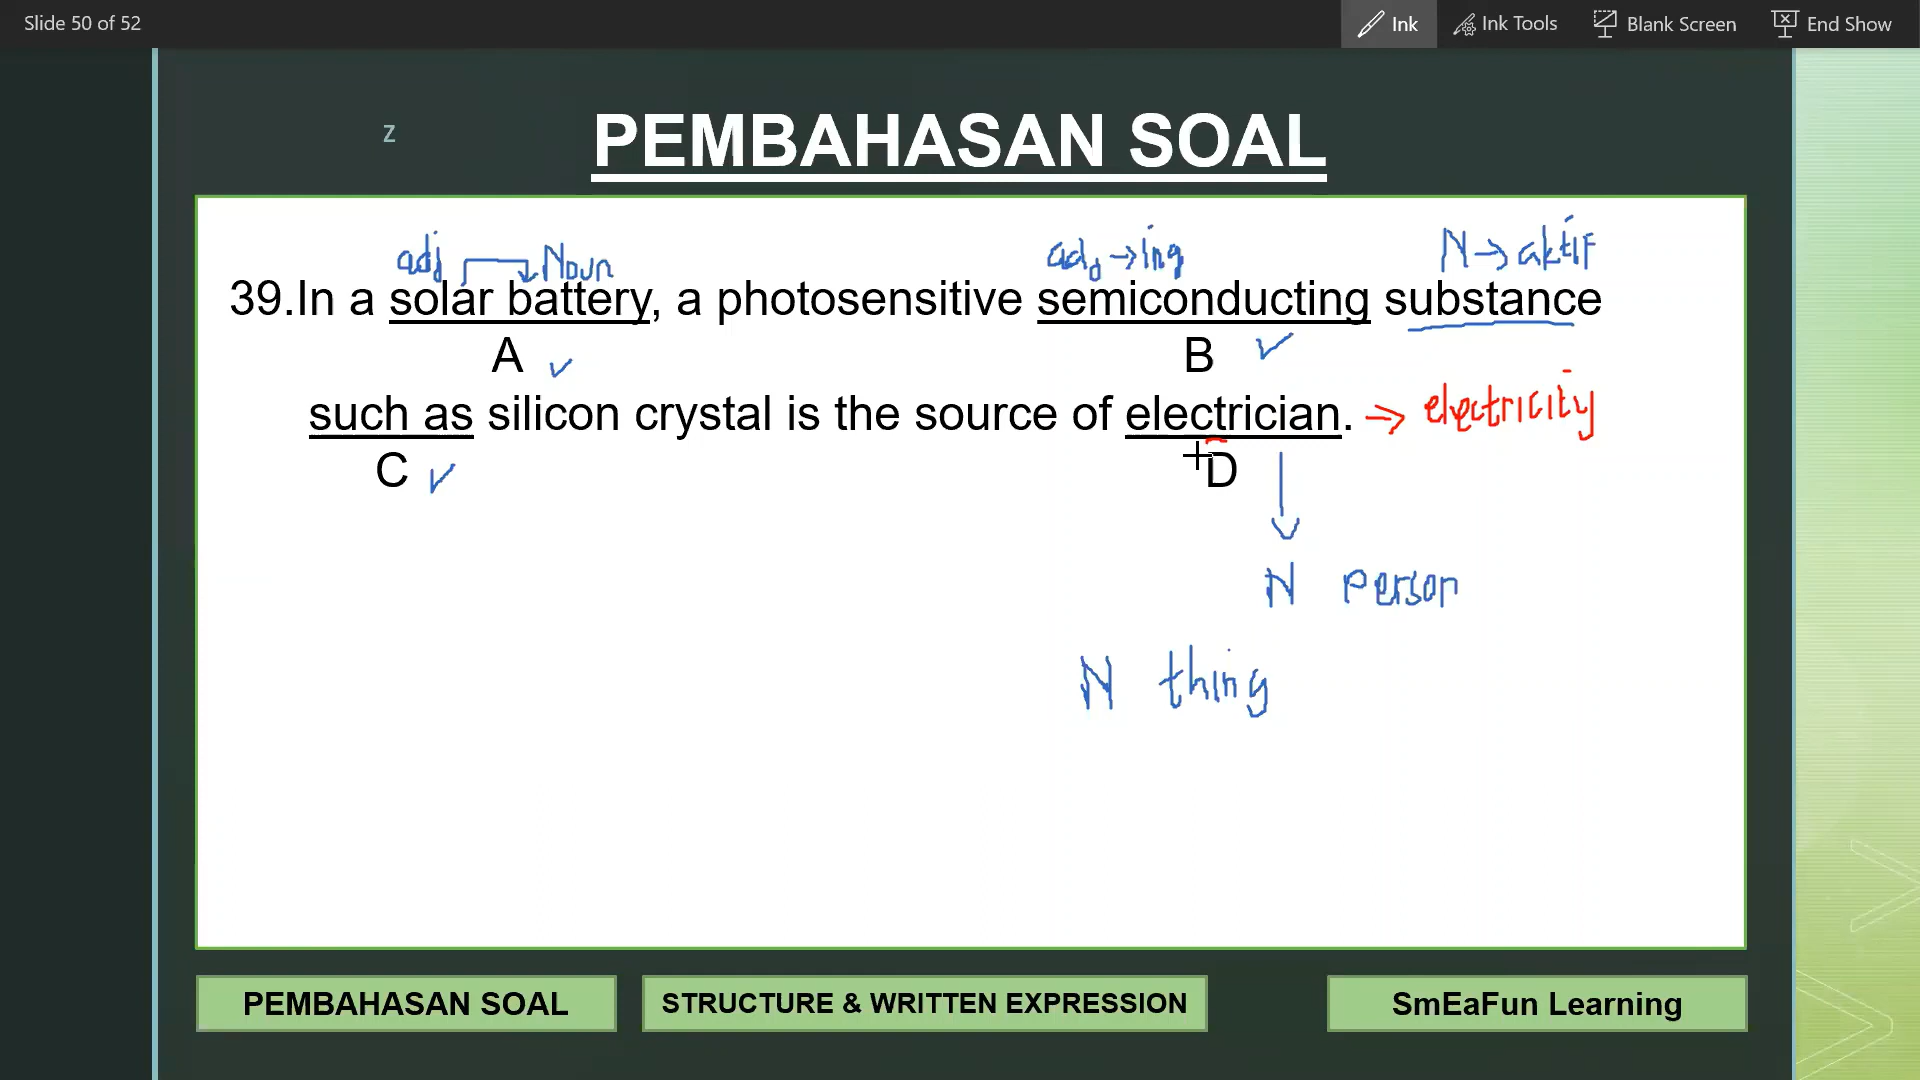 Slide 50 of 52
Ink
Ink Tools
Blank Screen
End Show
z
PEMBAHASAN SOAL
adj Noun adj → ing N → aktif
39.In a solar battery, a photosensitive semiconducting substance
A B
such as silicon crystal is the source of electrician. → electricity
C D
N person
N thing
PEMBAHASAN SOAL
STRUCTURE & WRITTEN EXPRESSION
SmEaFun Learning